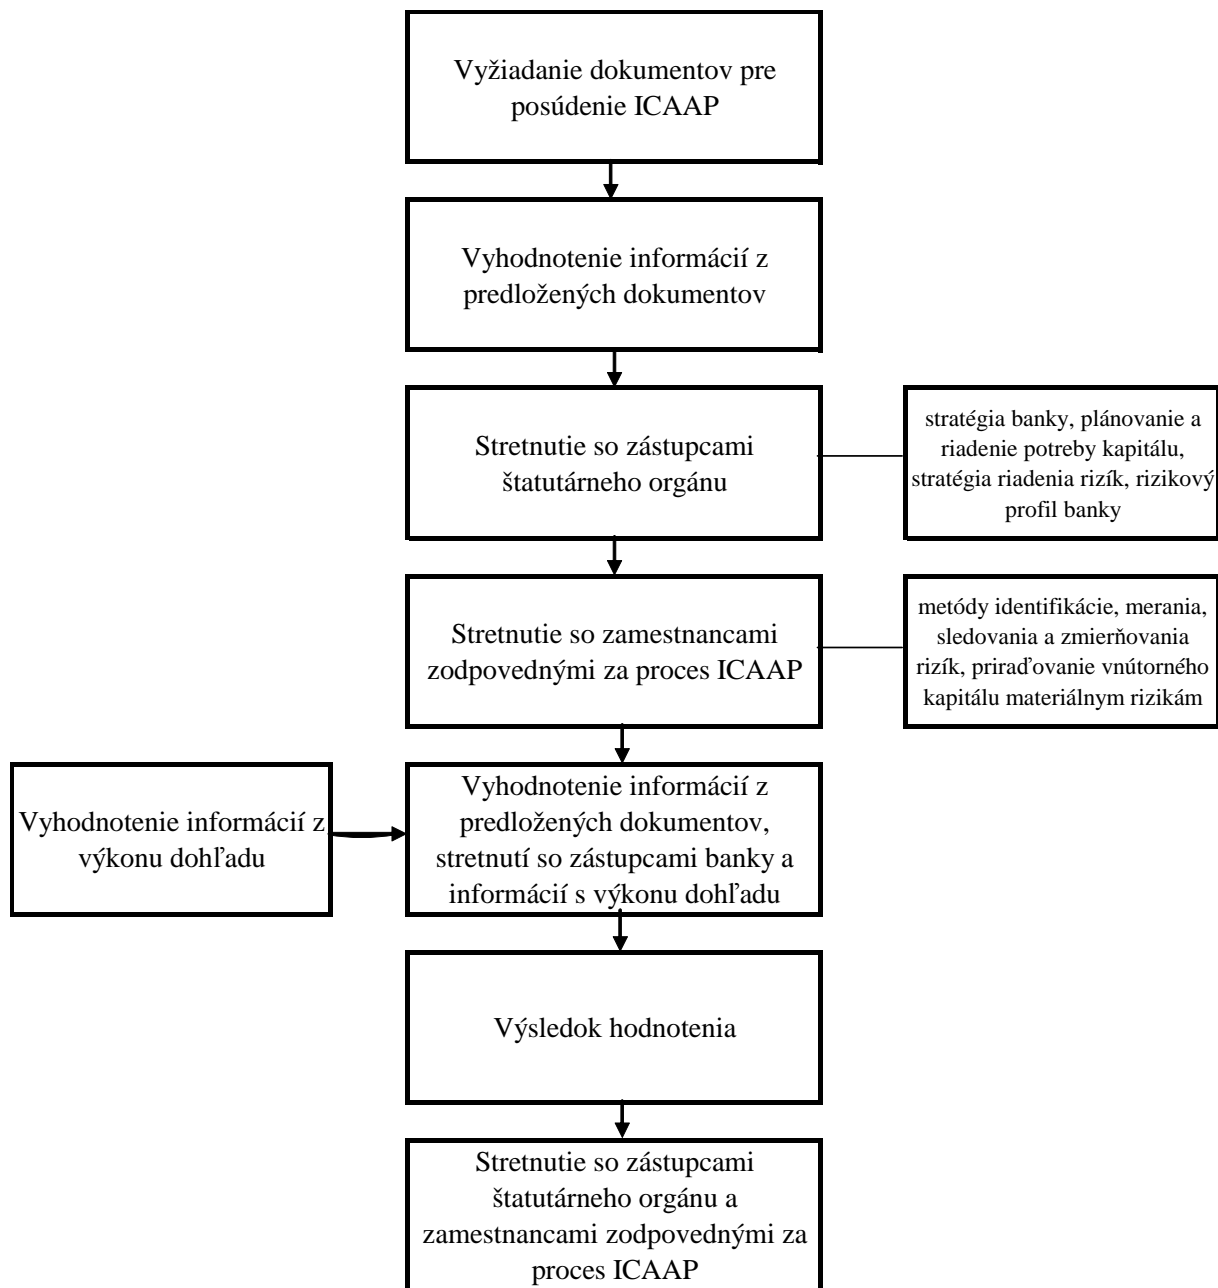 Vyžiadanie dokumentov pre
posúdenie ICAAP
Vyhodnotenie informácií z
predložených dokumentov
Stretnutie so zástupcami
štatutárneho orgánu
stratégia banky, plánovanie a
riadenie potreby kapitálu,
stratégia riadenia rizík, rizikový
profil banky
Stretnutie so zamestnancami
zodpovednými za proces ICAAP
metódy identifikácie, merania,
sledovania a zmierňovania
rizík, priraďovanie vnútorného
kapitálu materiálnym rizikám
Vyhodnotenie informácií z
výkonu dohľadu
Vyhodnotenie informácií z
predložených dokumentov,
stretnutí so zástupcami banky a
informácií s výkonu dohľadu
Výsledok hodnotenia
Stretnutie so zástupcami
štatutárneho orgánu a
zamestnancami zodpovednými za
proces ICAAP